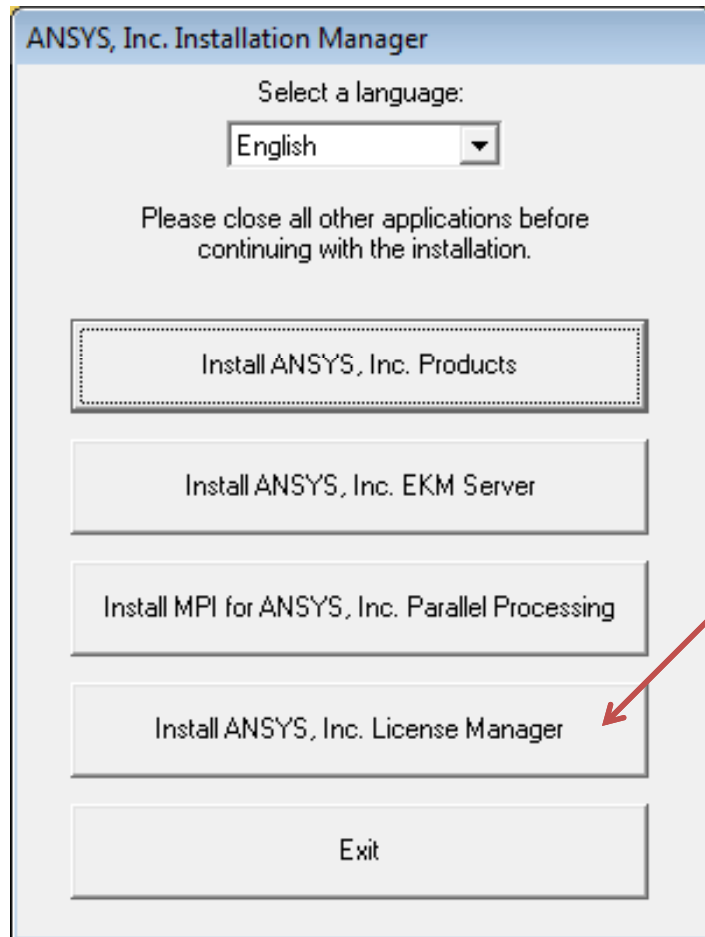 ANSYS, Inc. Installation Manager
Select a language:
English
Please close all other applications before
continuing with the installation.
Install ANSYS, Inc. Products
Install ANSYS, Inc. EKM Server
Install MPI for ANSYS, Inc. Parallel Processing
Install ANSYS, Inc. License Manager
Exit